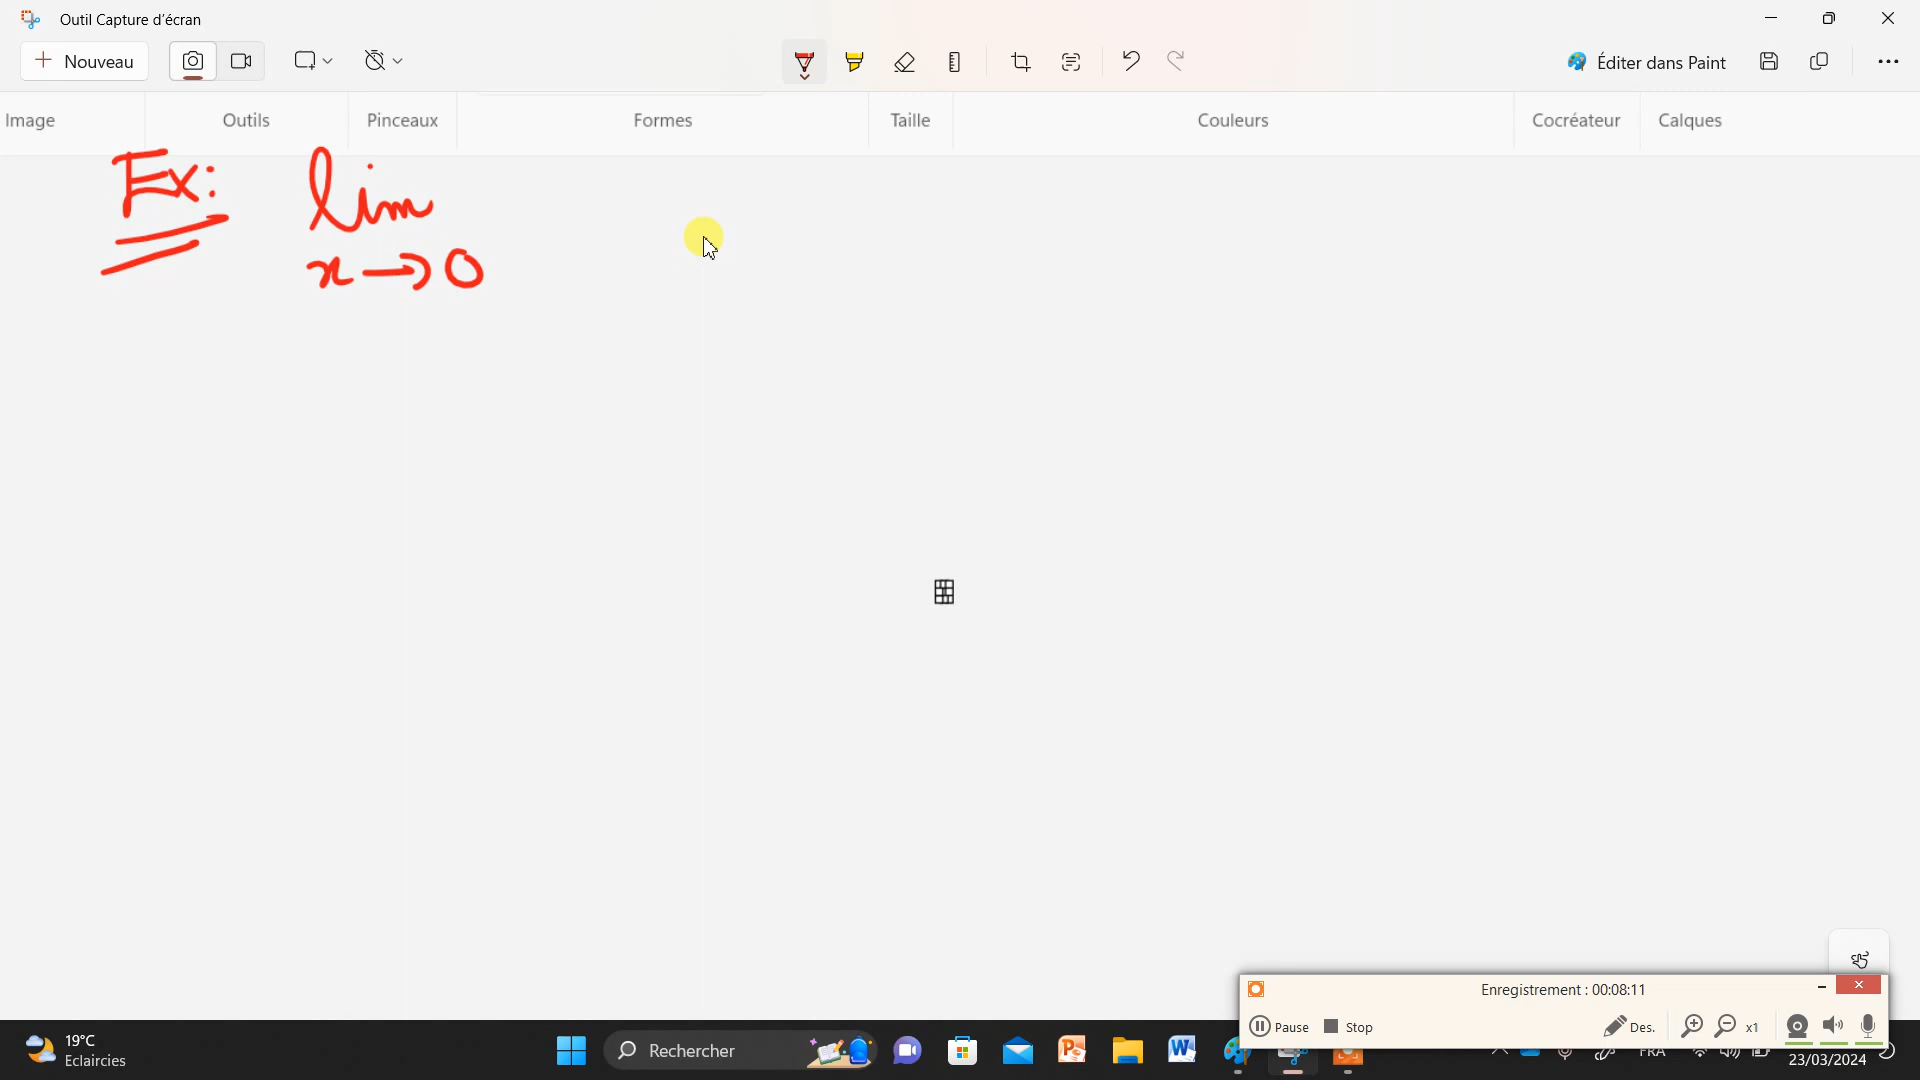 Outil Capture d'écran
Nouveau
Éditer dans Paint
Image Outils Pinceaux Formes Taille Couleurs Cocréateur Calques
Ex: lim
x → 0
Enregistrement : 00:08:11
Pause Stop Des. x1
19°C
Eclaircies
Rechercher
FRA
23/03/2024